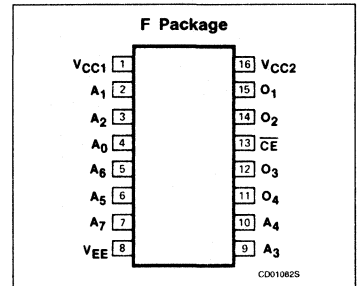 F Package
VCC1 1 16 VCC2
A1 2 15 O1
A2 3 14 O2
A0 4 13 CE
A6 5 12 O3
A5 6 11 O4
A7 7 10 A4
VEE 8 9 A3
CD01082S